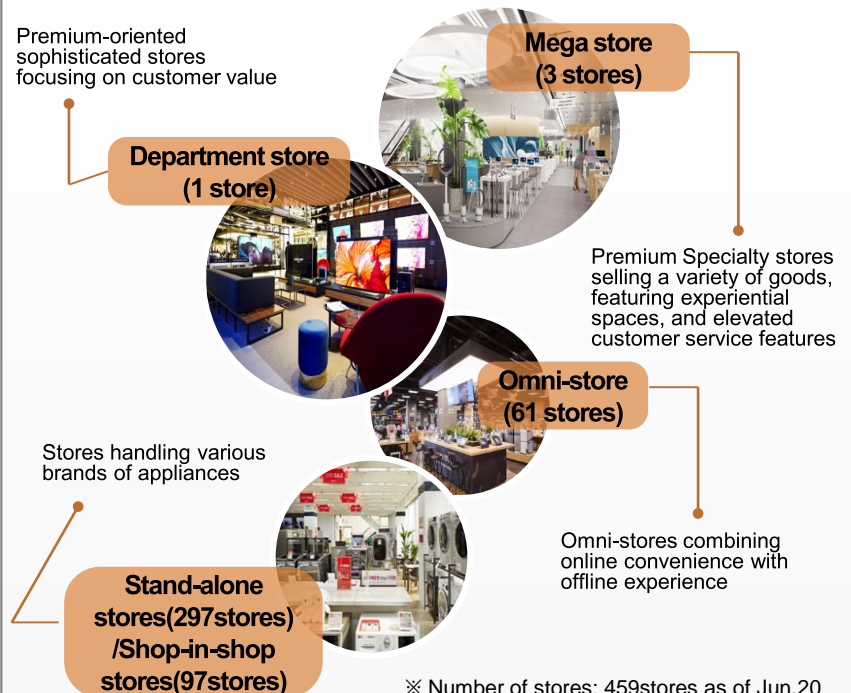 Premium-oriented
sophisticated stores
focusing on customer value
Mega store
(3 stores)
Department store
(1 store)
Premium Specialty stores
selling a variety of goods,
featuring experiential
spaces, and elevated
customer service features
Omni-store
(61 stores)
Stores handling various
brands of appliances
Omni-stores combining
online convenience with
offline experience
Stand-alone
stores(297stores)
/Shop-in-shop
stores(97stores)
※ Number of stores: 459stores as of Jun.20